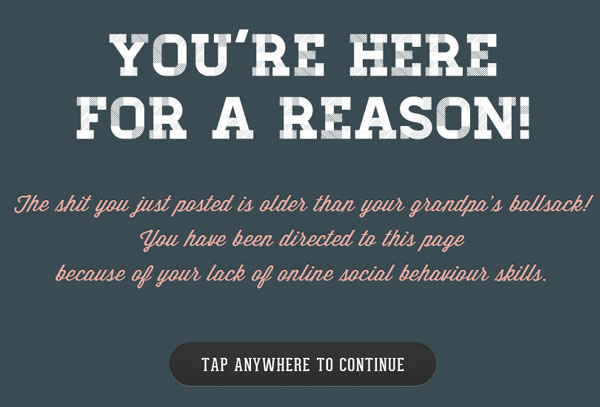 YOU'RE HERE
FOR A REASON!
The shit you just posted is older than your grandpa's ballsack!
You have been directed to this page
because of your lack of online social behaviour skills.
TAP ANYWHERE TO CONTINUE